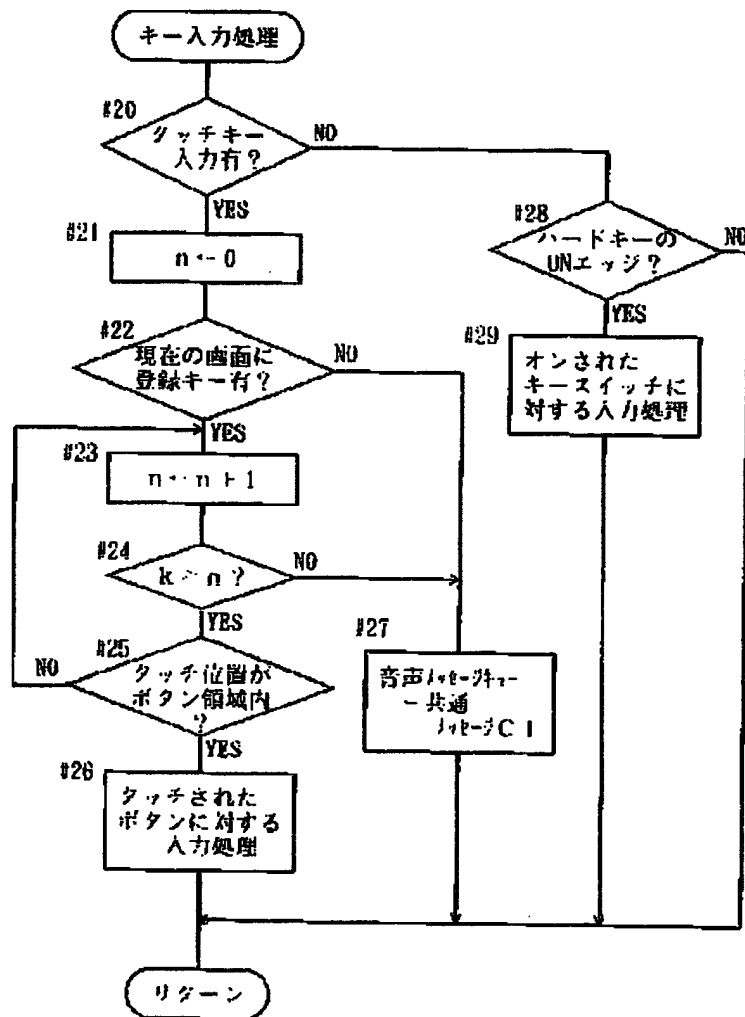 キー入力処理
#20
タッチキー
入力有?
NO
YES
#21
n←0
#22
現在の画面に
登録キー有?
NO
YES
#23
n←n+1
#24
NO
YES
#25
タッチ位置が
ボタン領域内
?
NO
YES
#26
タッチされた
ボタンに対する
入力処理
#27
音声メッセージキュー
←共通
メッセージC1
#28
ハードキーの
ONエッジ?
NO
YES
#29
オンされた
キースイッチに
対する入力処理
リターン